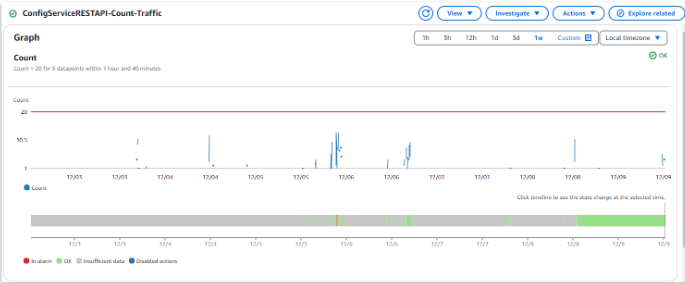 ConfigServiceRESTAPI-Count-Traffic
View
Investigate
Actions
Explore related
Graph
1h 3h 12h 1d 3d 1w Custom
Local timezone
Count
OK
Count > 20 for 5 datapoints within 1 hour and 40 minutes
Count
20
10.5
1
12/03 12/03 12/04 12/04 12/05 12/05 12/06 12/06 12/07 12/07 12/08 12/08 12/09 12/09
Count
Click timeline to see the state change at the selected time.
12/3 12/3 12/4 12/4 12/5 12/5 12/6 12/6 12/7 12/7 12/8 12/8 12/9 12/9
In alarm OK Insufficient data Disabled actions